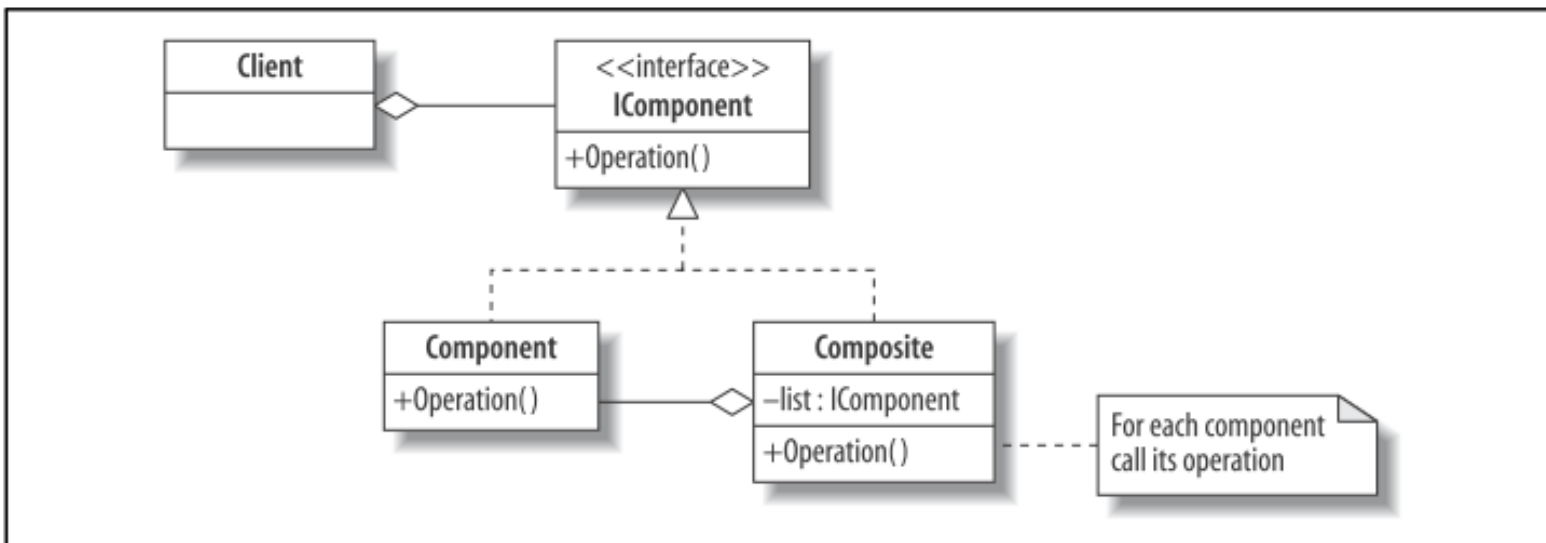 Client
<<interface>>
IComponent
+Operation()
Component
+Operation()
Composite
–list : IComponent
+Operation()
For each component
call its operation